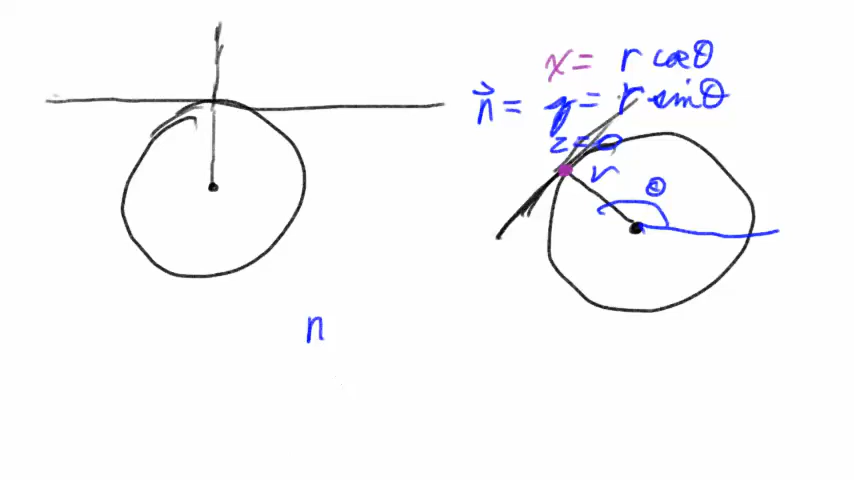 x = r cosθ
n⃗ = y = r sinθ
z = 0
r
θ
n